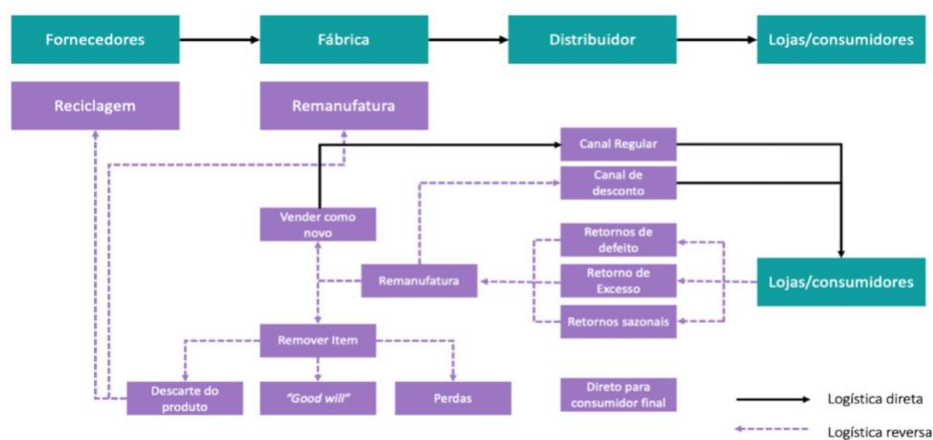 Fornecedores
Fábrica
Distribuidor
Lojas/consumidores
Reciclagem
Remanufatura
Canal Regular
Canal de
desconto
Vender como
novo
Retornos de
defeito
Remanufatura
Retorno de
Excesso
Lojas/consumidores
Retornos sazonais
Remover Item
Descarte do
produto
“Good will”
Perdas
Direto para
consumidor final
Logística direta
Logística reversa